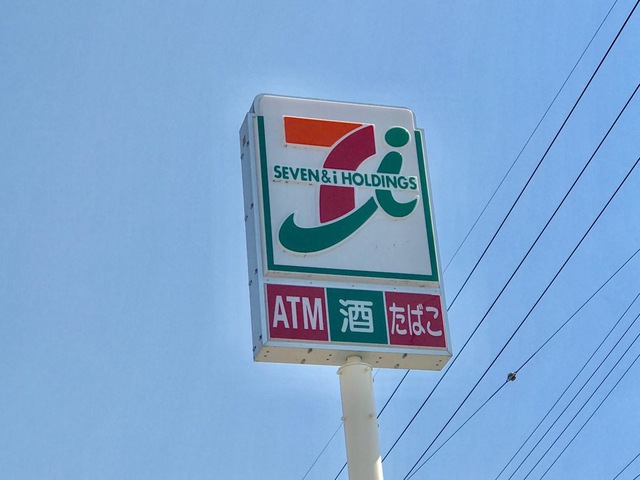 SEVEN&i HOLDINGS
ATM 酒 たばこ